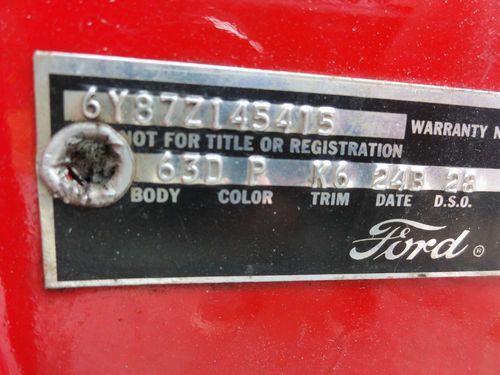 6Y87Z145415
WARRANTY N
NOT FOR TITLE OR REGISTRATION
63D P K6 24B 28
BODY COLOR TRIM DATE D.S.O.
Ford ®